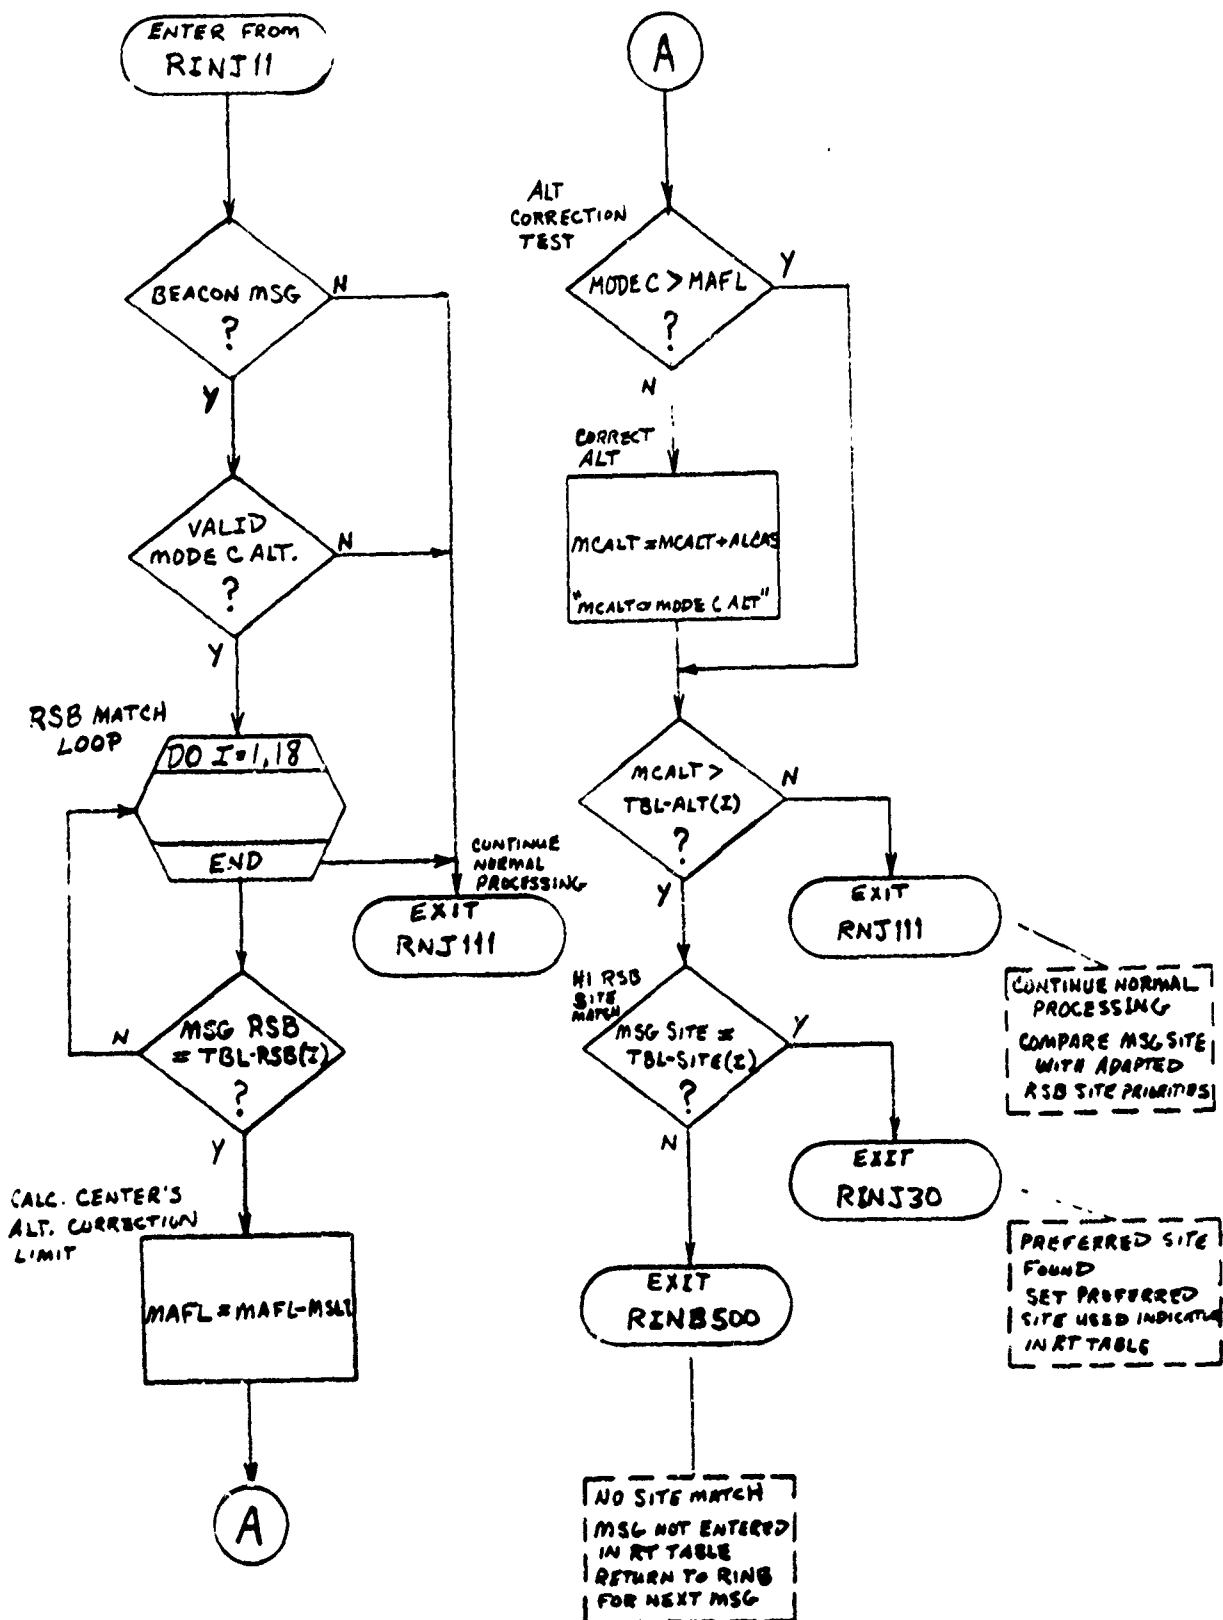 ENTER FROM
RINJ11
BEACON MSG
?
N
Y
VALID
MODE C ALT.
?
N
Y
RSB MATCH
LOOP
DO I=1,18
END
CONTINUE
NORMAL
PROCESSING
EXIT
RNJ111
MSG RSB
= TBL-RSB(I)
?
N
Y
CALC. CENTER'S
ALT. CORRECTION
LIMIT
MAFL = MAFL-MSLT
A
A
ALT
CORRECTION
TEST
MODE C > MAFL
?
Y
N
CORRECT
ALT
MCALT = MCALT + ALCAS
"MCALT = MODE C ALT"
MCALT >
TBL-ALT(I)
?
N
Y
EXIT
RNJ111
CONTINUE NORMAL
PROCESSING
COMPARE MSG SITE
WITH ADAPTED
RSB SITE PRIORITIES
HI RSB
SITE
MATCH
MSG SITE =
TBL-SITE(I)
?
Y
N
EXIT
RINJ30
PREFERRED SITE
FOUND
SET PREFERRED
SITE USED INDICATOR
IN RT TABLE
EXIT
RINB500
NO SITE MATCH
MSG NOT ENTERED
IN RT TABLE
RETURN TO RINB
FOR NEXT MSG